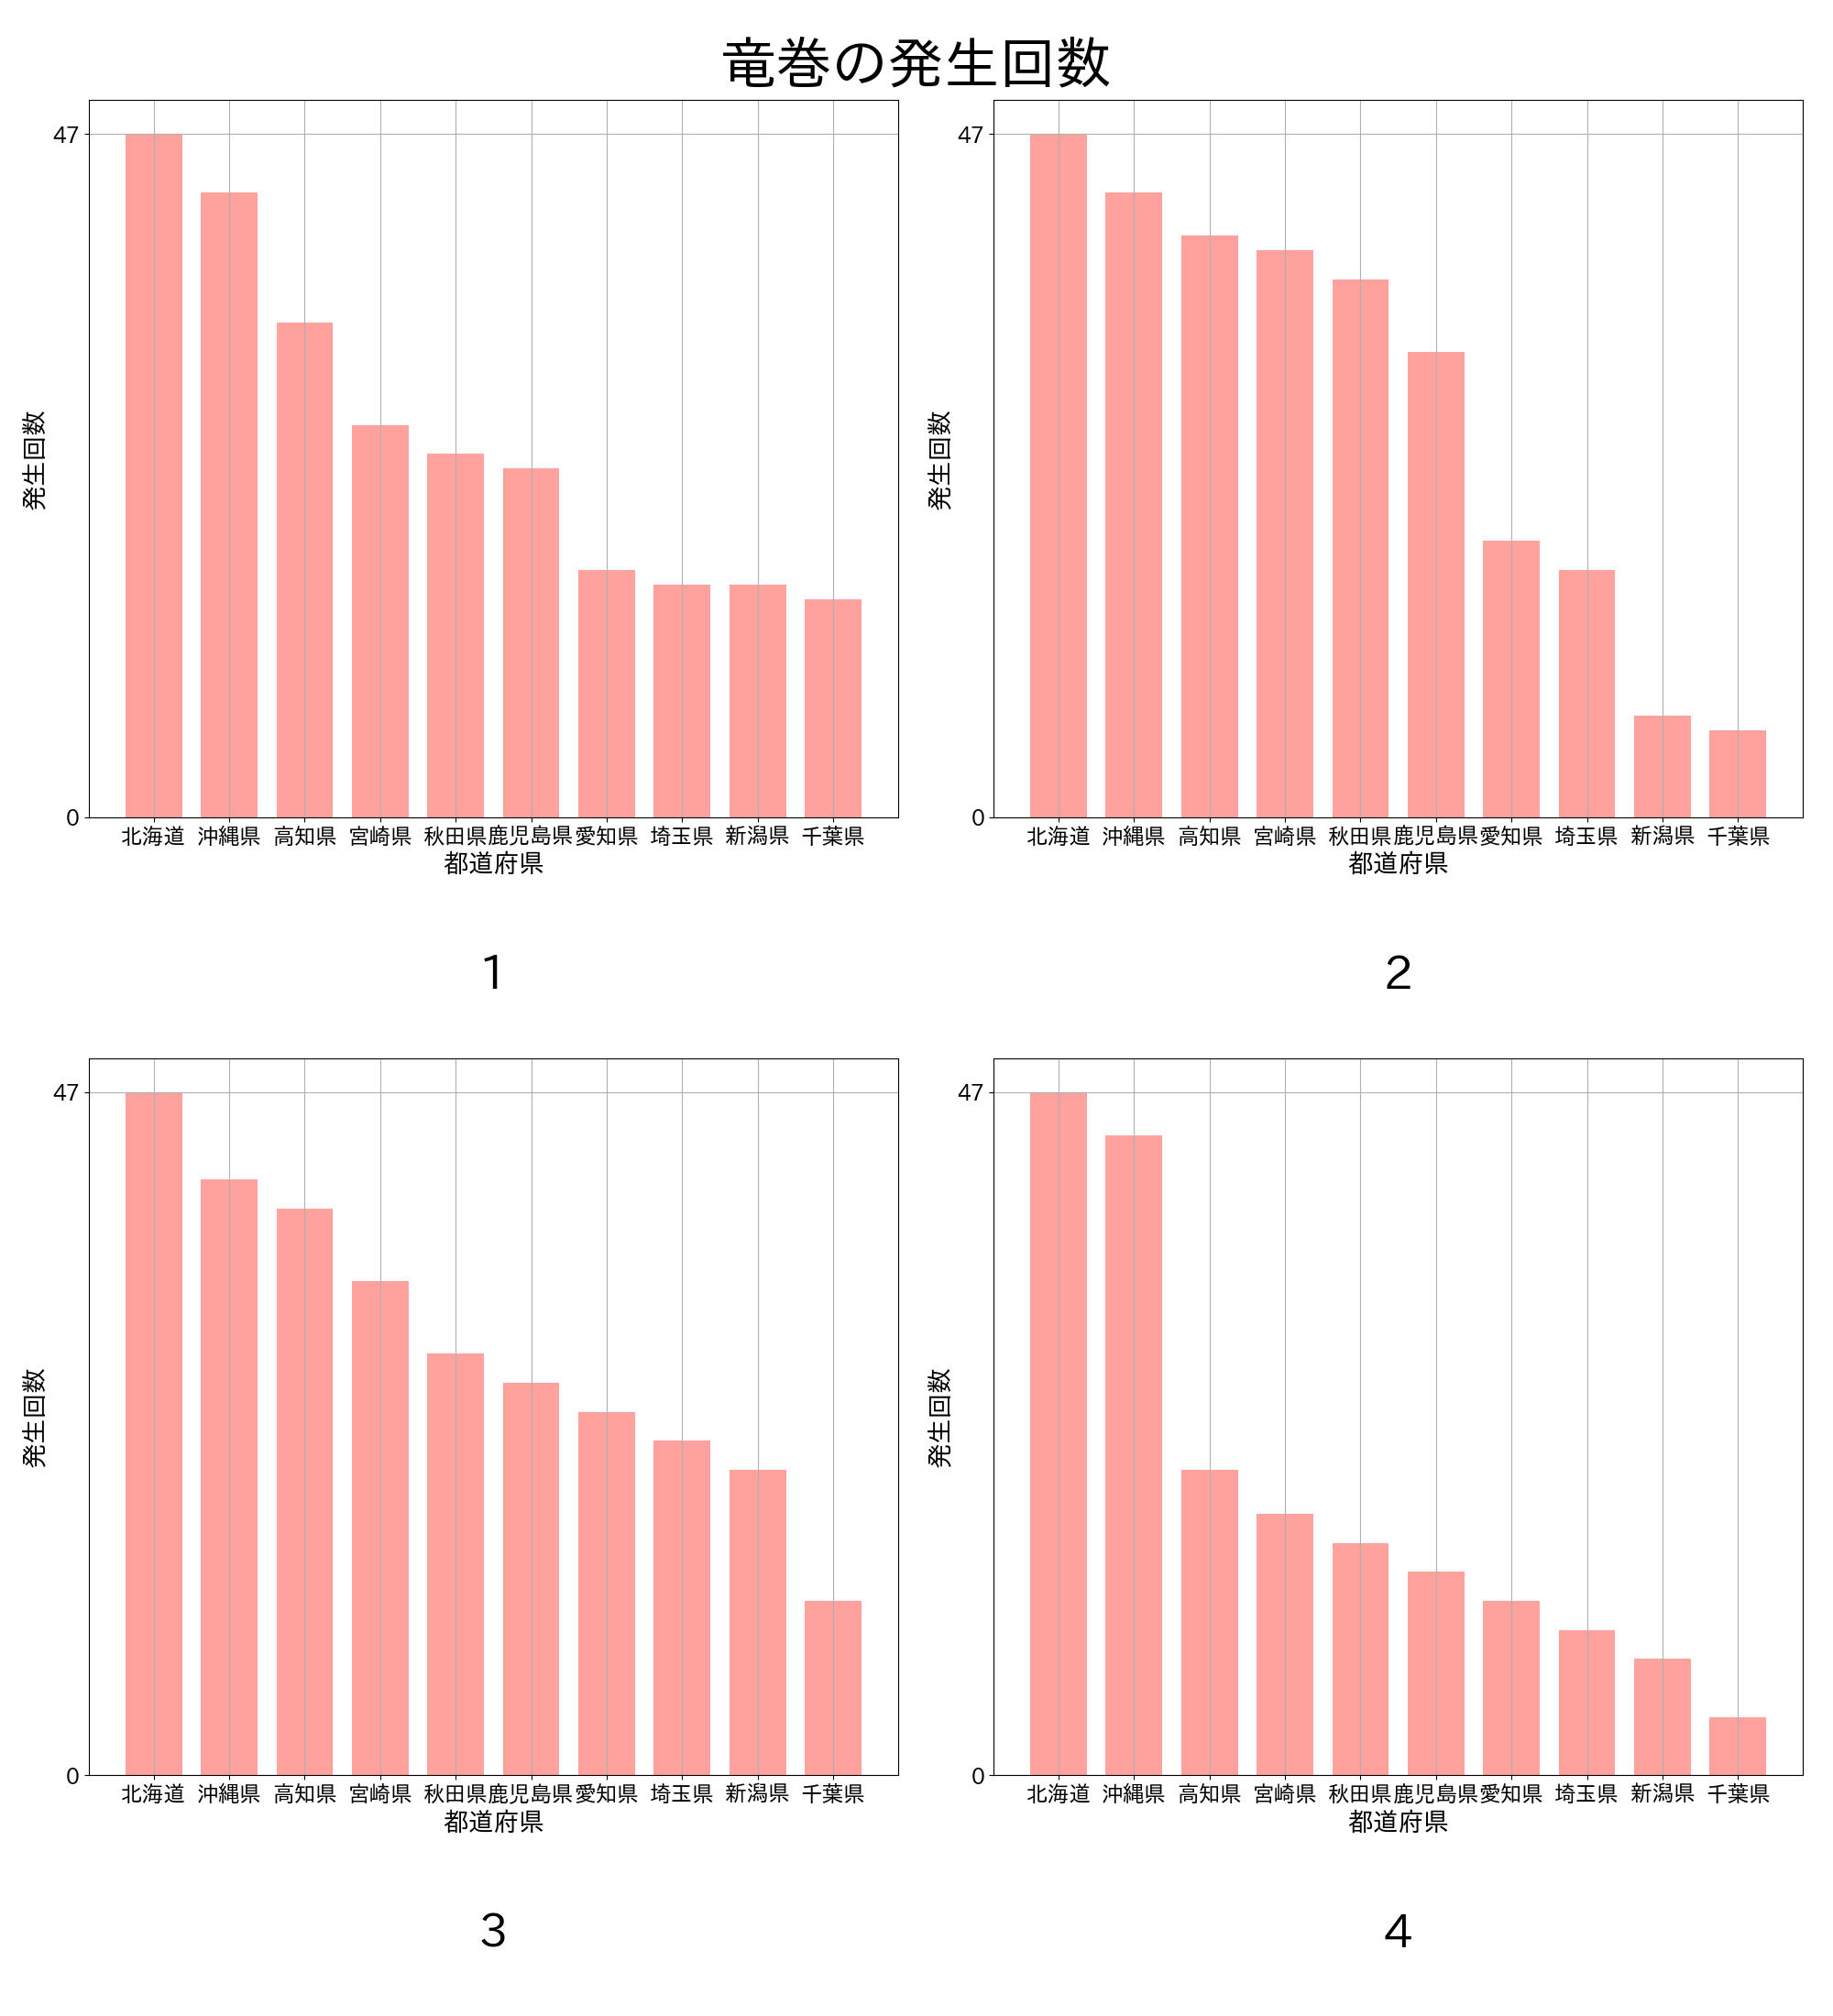 竜巻の発生回数
47
0
発生回数
北海道 沖縄県 高知県 宮崎県 秋田県 鹿児島県 愛知県 埼玉県 新潟県 千葉県
都道府県
1
47
0
発生回数
北海道 沖縄県 高知県 宮崎県 秋田県 鹿児島県 愛知県 埼玉県 新潟県 千葉県
都道府県
2
47
0
発生回数
北海道 沖縄県 高知県 宮崎県 秋田県 鹿児島県 愛知県 埼玉県 新潟県 千葉県
都道府県
3
47
0
発生回数
北海道 沖縄県 高知県 宮崎県 秋田県 鹿児島県 愛知県 埼玉県 新潟県 千葉県
都道府県
4